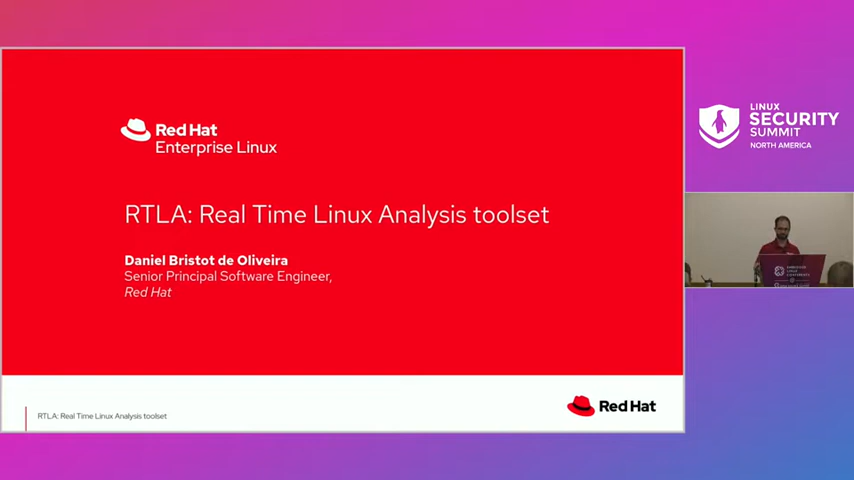 Red Hat
Enterprise Linux
RTLA: Real Time Linux Analysis toolset
Daniel Bristot de Oliveira
Senior Principal Software Engineer,
Red Hat
RTLA: Real Time Linux Analysis toolset
Red Hat
LINUX
SECURITY
SUMMIT
NORTH AMERICA